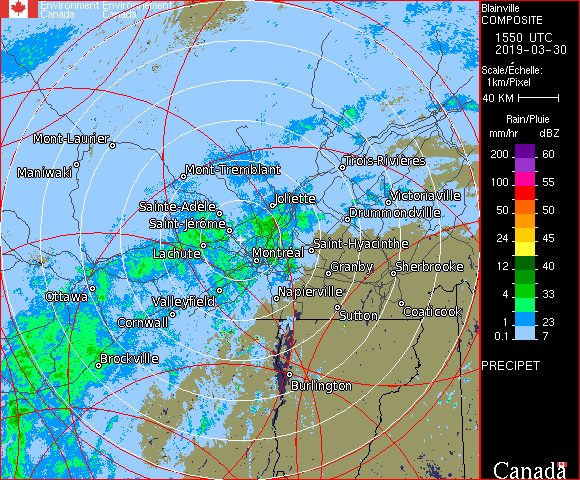 Environment Environnement
Canada Canada
Blainville
COMPOSITE
1550 UTC
2019-03-30
Scale/Échelle:
1km/Pixel
40 KM
Rain/Pluie
mm/hr dBZ
200 60
150 57
100 55
50 50
24 45
12 40
4 33
1 23
0.1 7
PRECIPET
Canada
Mont-Laurier
Maniwaki
Mont-Tremblant
Trois-Rivières
Joliette
Victoriaville
Sainte-Adele
Drummondville
Saint-Jérôme
Lachute
Montréal
Saint-Hyacinthe
Granby
Sherbrooke
Ottawa
Valleyfield
Napierville
Cornwall
Sutton
Coaticook
Brockville
Burlington